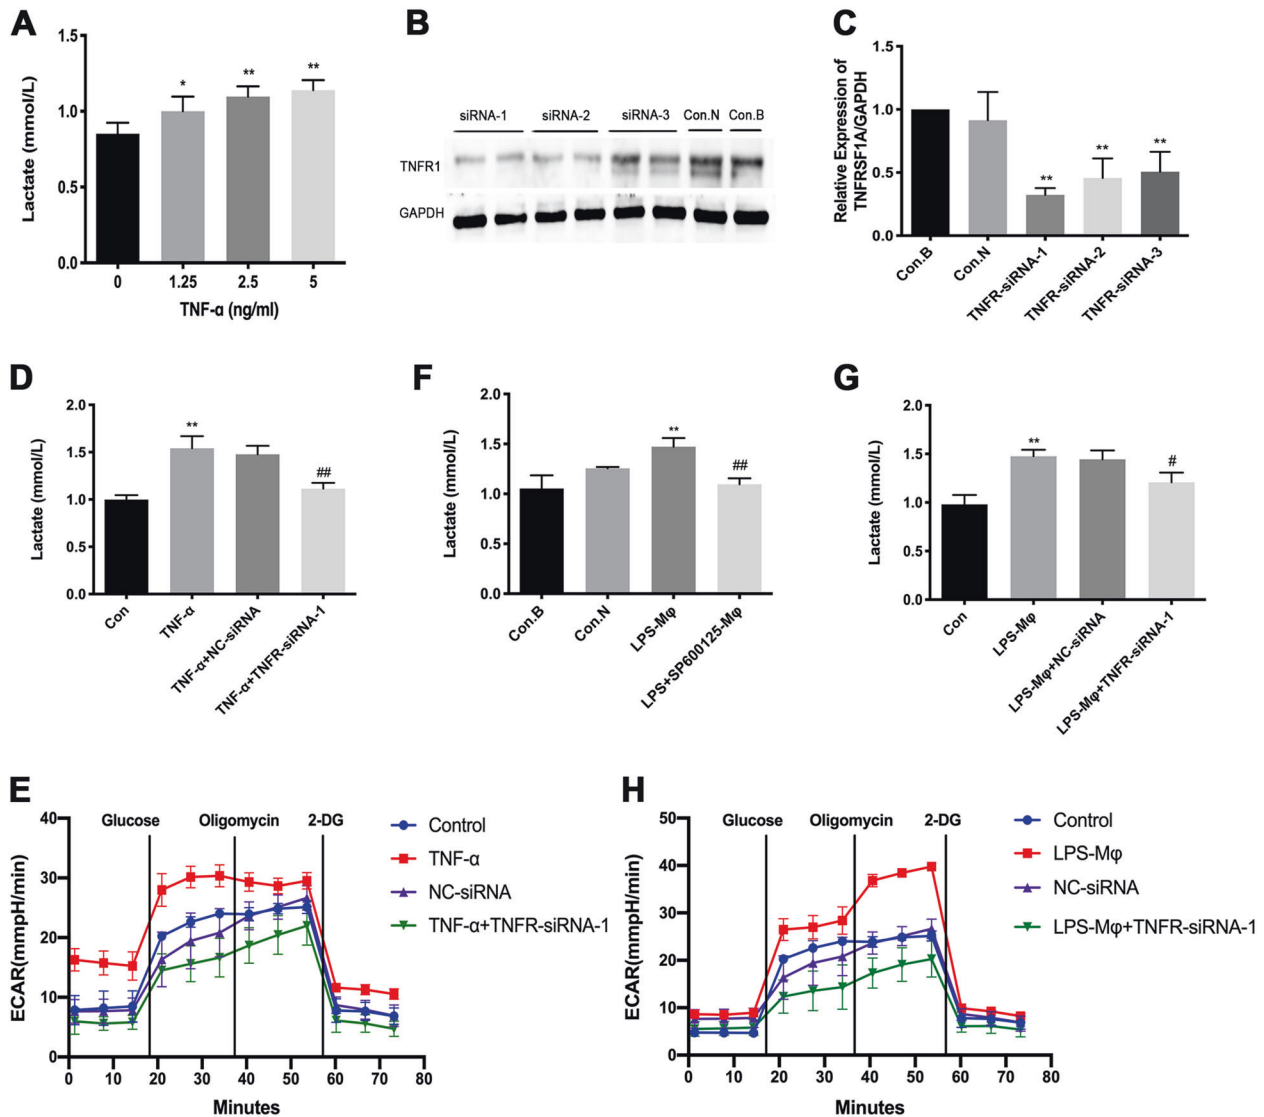 A
Lactate (mmol/L)
1.5
1.0
0.5
0.0
*
**
**
0
1.25
2.5
5
TNF-α (ng/ml)
B
siRNA-1
siRNA-2
siRNA-3
Con.N
Con.B
TNFR1
GAPDH
C
Relative Expression of
TNFRSF1A/GAPDH
1.5
1.0
0.5
0.0
**
**
**
Con.B
Con.N
TNFR-siRNA-1
TNFR-siRNA-2
TNFR-siRNA-3
D
Lactate (mmol/L)
2.0
1.5
1.0
0.5
0.0
**
##
Con
TNF-α
TNF-α+NC-siRNA
TNF-α+TNFR-siRNA-1
F
Lactate (mmol/L)
2.0
1.5
1.0
0.5
0.0
**
##
Con.B
Con.N
LPS-Mφ
LPS+SP600125-Mφ
G
Lactate (mmol/L)
2.0
1.5
1.0
0.5
0.0
**
#
Con
LPS-Mφ
LPS-Mφ+NC-siRNA
LPS-Mφ+TNFR-siRNA-1
E
ECAR(mmpH/min)
40
30
20
10
0
Glucose
Oligomycin
2-DG
Control
TNF-α
NC-siRNA
TNF-α+TNFR-siRNA-1
0
10
20
30
40
50
60
70
80
Minutes
H
ECAR(mmpH/min)
50
40
30
20
10
0
Glucose
Oligomycin
2-DG
Control
LPS-Mφ
NC-siRNA
LPS-Mφ+TNFR-siRNA-1
0
10
20
30
40
50
60
70
80
Minutes